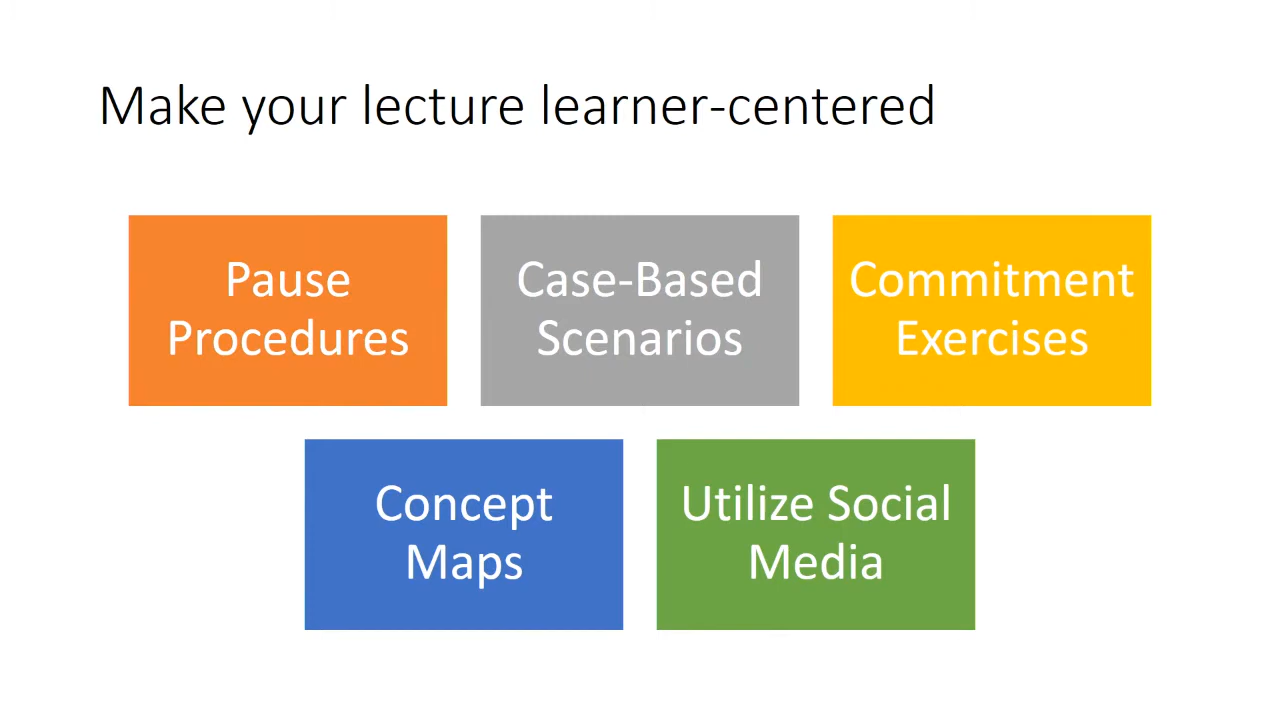 Make your lecture learner-centered
Pause
Procedures
Case-Based
Scenarios
Commitment
Exercises
Concept
Maps
Utilize Social
Media